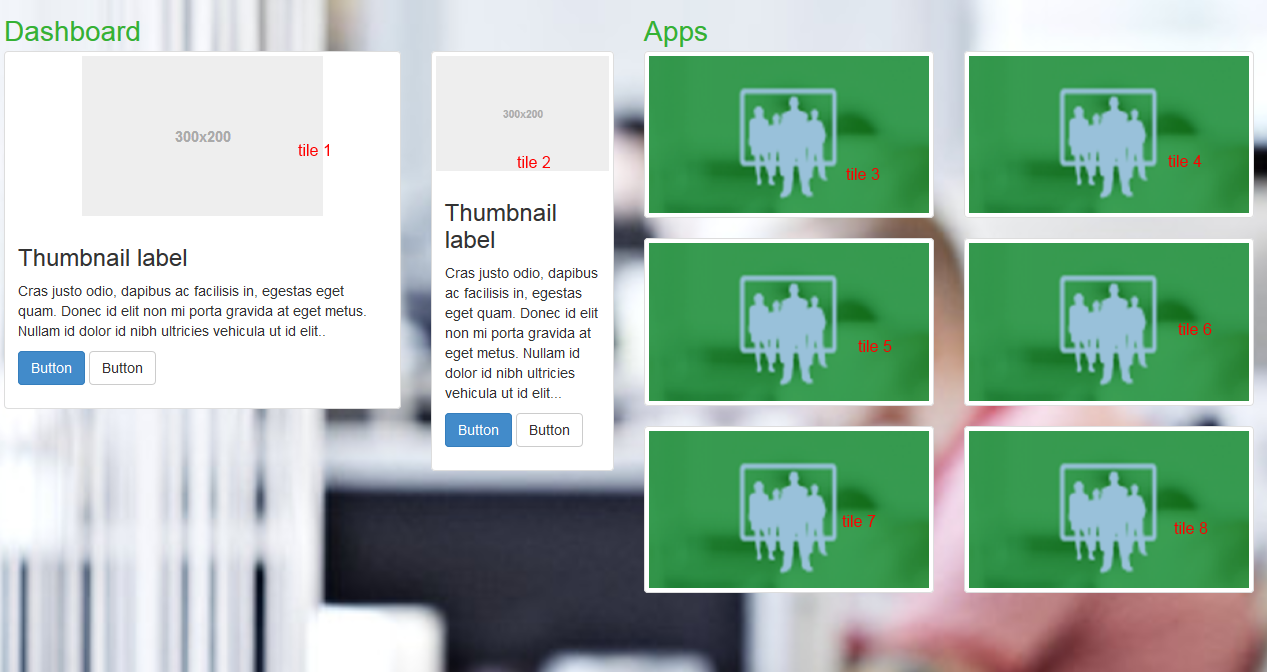 Dashboard
300x200
tile 1
Thumbnail label
Cras justo odio, dapibus ac facilisis in, egestas eget
quam. Donec id elit non mi porta gravida at eget metus.
Nullam id dolor id nibh ultricies vehicula ut id elit..
Button Button
300x200
tile 2
Thumbnail
label
Cras justo odio, dapibus
ac facilisis in, egestas
eget quam. Donec id elit
non mi porta gravida at
eget metus. Nullam id
dolor id nibh ultricies
vehicula ut id elit...
Button Button
Apps
tile 3
tile 4
tile 5
tile 6
tile 7
tile 8